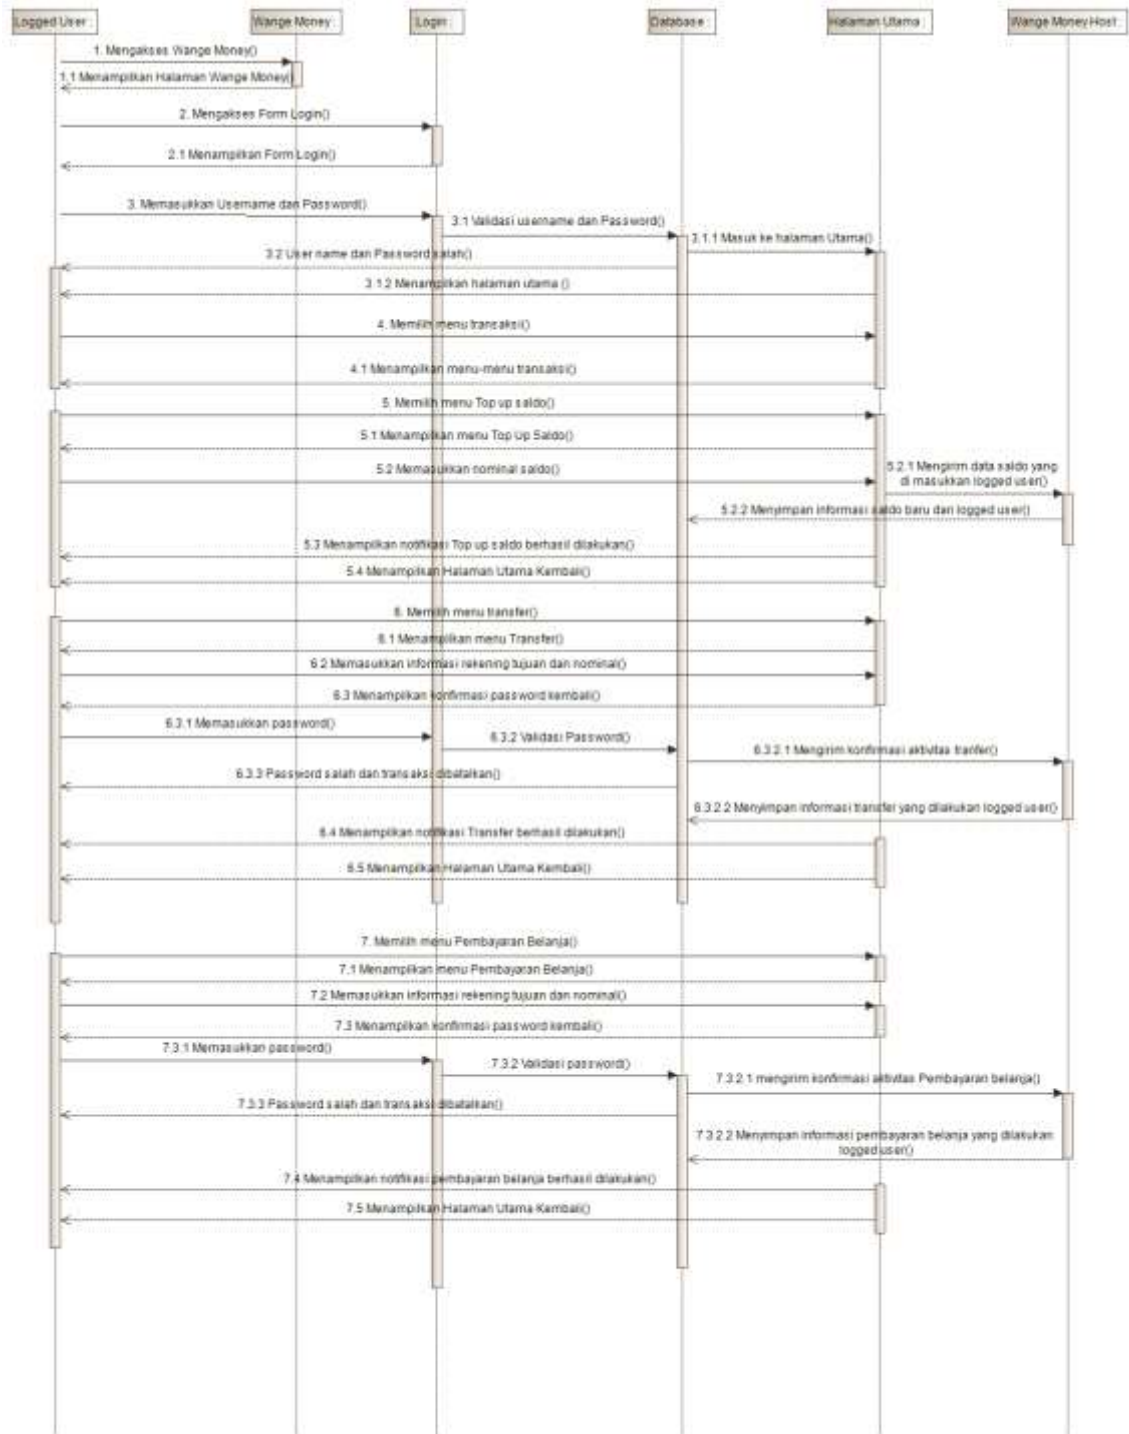 Logged User :
Wange Money :
Login :
Database :
Halaman Utama :
Wange Money Host :
1. Mengakses Wange Money()
1.1 Menampilkan Halaman Wange Money()
2. Mengakses Form Login()
2.1 Menampilkan Form Login()
3. Memasukkan Username dan Password()
3.1 Validasi username dan Password()
3.1.1 Masuk ke halaman Utama()
3.2 User name dan Password salah()
3.1.2 Menampilkan halaman utama ()
4. Memilih menu transaksi()
4.1 Menampilkan menu-menu transaksi()
5. Memilih menu Top up saldo()
5.1 Menampilkan menu Top Up Saldo()
5.2 Memasukkan nominal saldo()
5.2.1 Mengirim data saldo yang
di masukkan logged user()
5.2.2 Menyimpan informasi saldo baru dari logged user()
5.3 Menampilkan notifikasi Top up saldo berhasil dilakukan()
5.4 Menampilkan Halaman Utama Kembali()
6. Memilih menu transfer()
6.1 Menampilkan menu Transfer()
6.2 Memasukkan informasi rekening tujuan dan nominal()
6.3 Menampilkan konfirmasi password kembali()
6.3.1 Memasukkan password()
6.3.2 Validasi Password()
6.3.2.1 Mengirim konfirmasi aktivitas tranfer()
6.3.3 Password salah dan transaksi dibatalkan()
6.3.2.2 Menyimpan informasi transfer yang dilakukan logged user()
6.4 Menampilkan notifikasi Transfer berhasil dilakukan()
6.5 Menampilkan Halaman Utama Kembali()
7. Memilih menu Pembayaran Belanja()
7.1 Menampilkan menu Pembayaran Belanja()
7.2 Memasukkan informasi rekening tujuan dan nominal()
7.3 Menampilkan konfirmasi password kembali()
7.3.1 Memasukkan password()
7.3.2 Validasi password()
7.3.2.1 mengirim konfirmasi aktivitas Pembayaran belanja()
7.3.3 Password salah dan transaksi dibatalkan()
7.3.2.2 Menyimpan informasi pembayaran belanja yang dilakukan
logged user()
7.4 Menampilkan notifikasi pembayaran belanja berhasil dilakukan()
7.5 Menampilkan Halaman Utama Kembali()